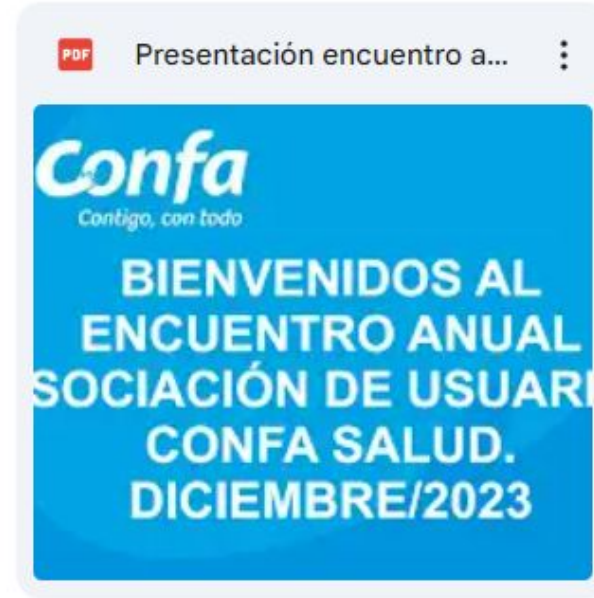 PDF
Presentación encuentro a...
Confa
Contigo, con todo
BIENVENIDOS AL
ENCUENTRO ANUAL
SOCIACIÓN DE USUARI
CONFA SALUD.
DICIEMBRE/2023